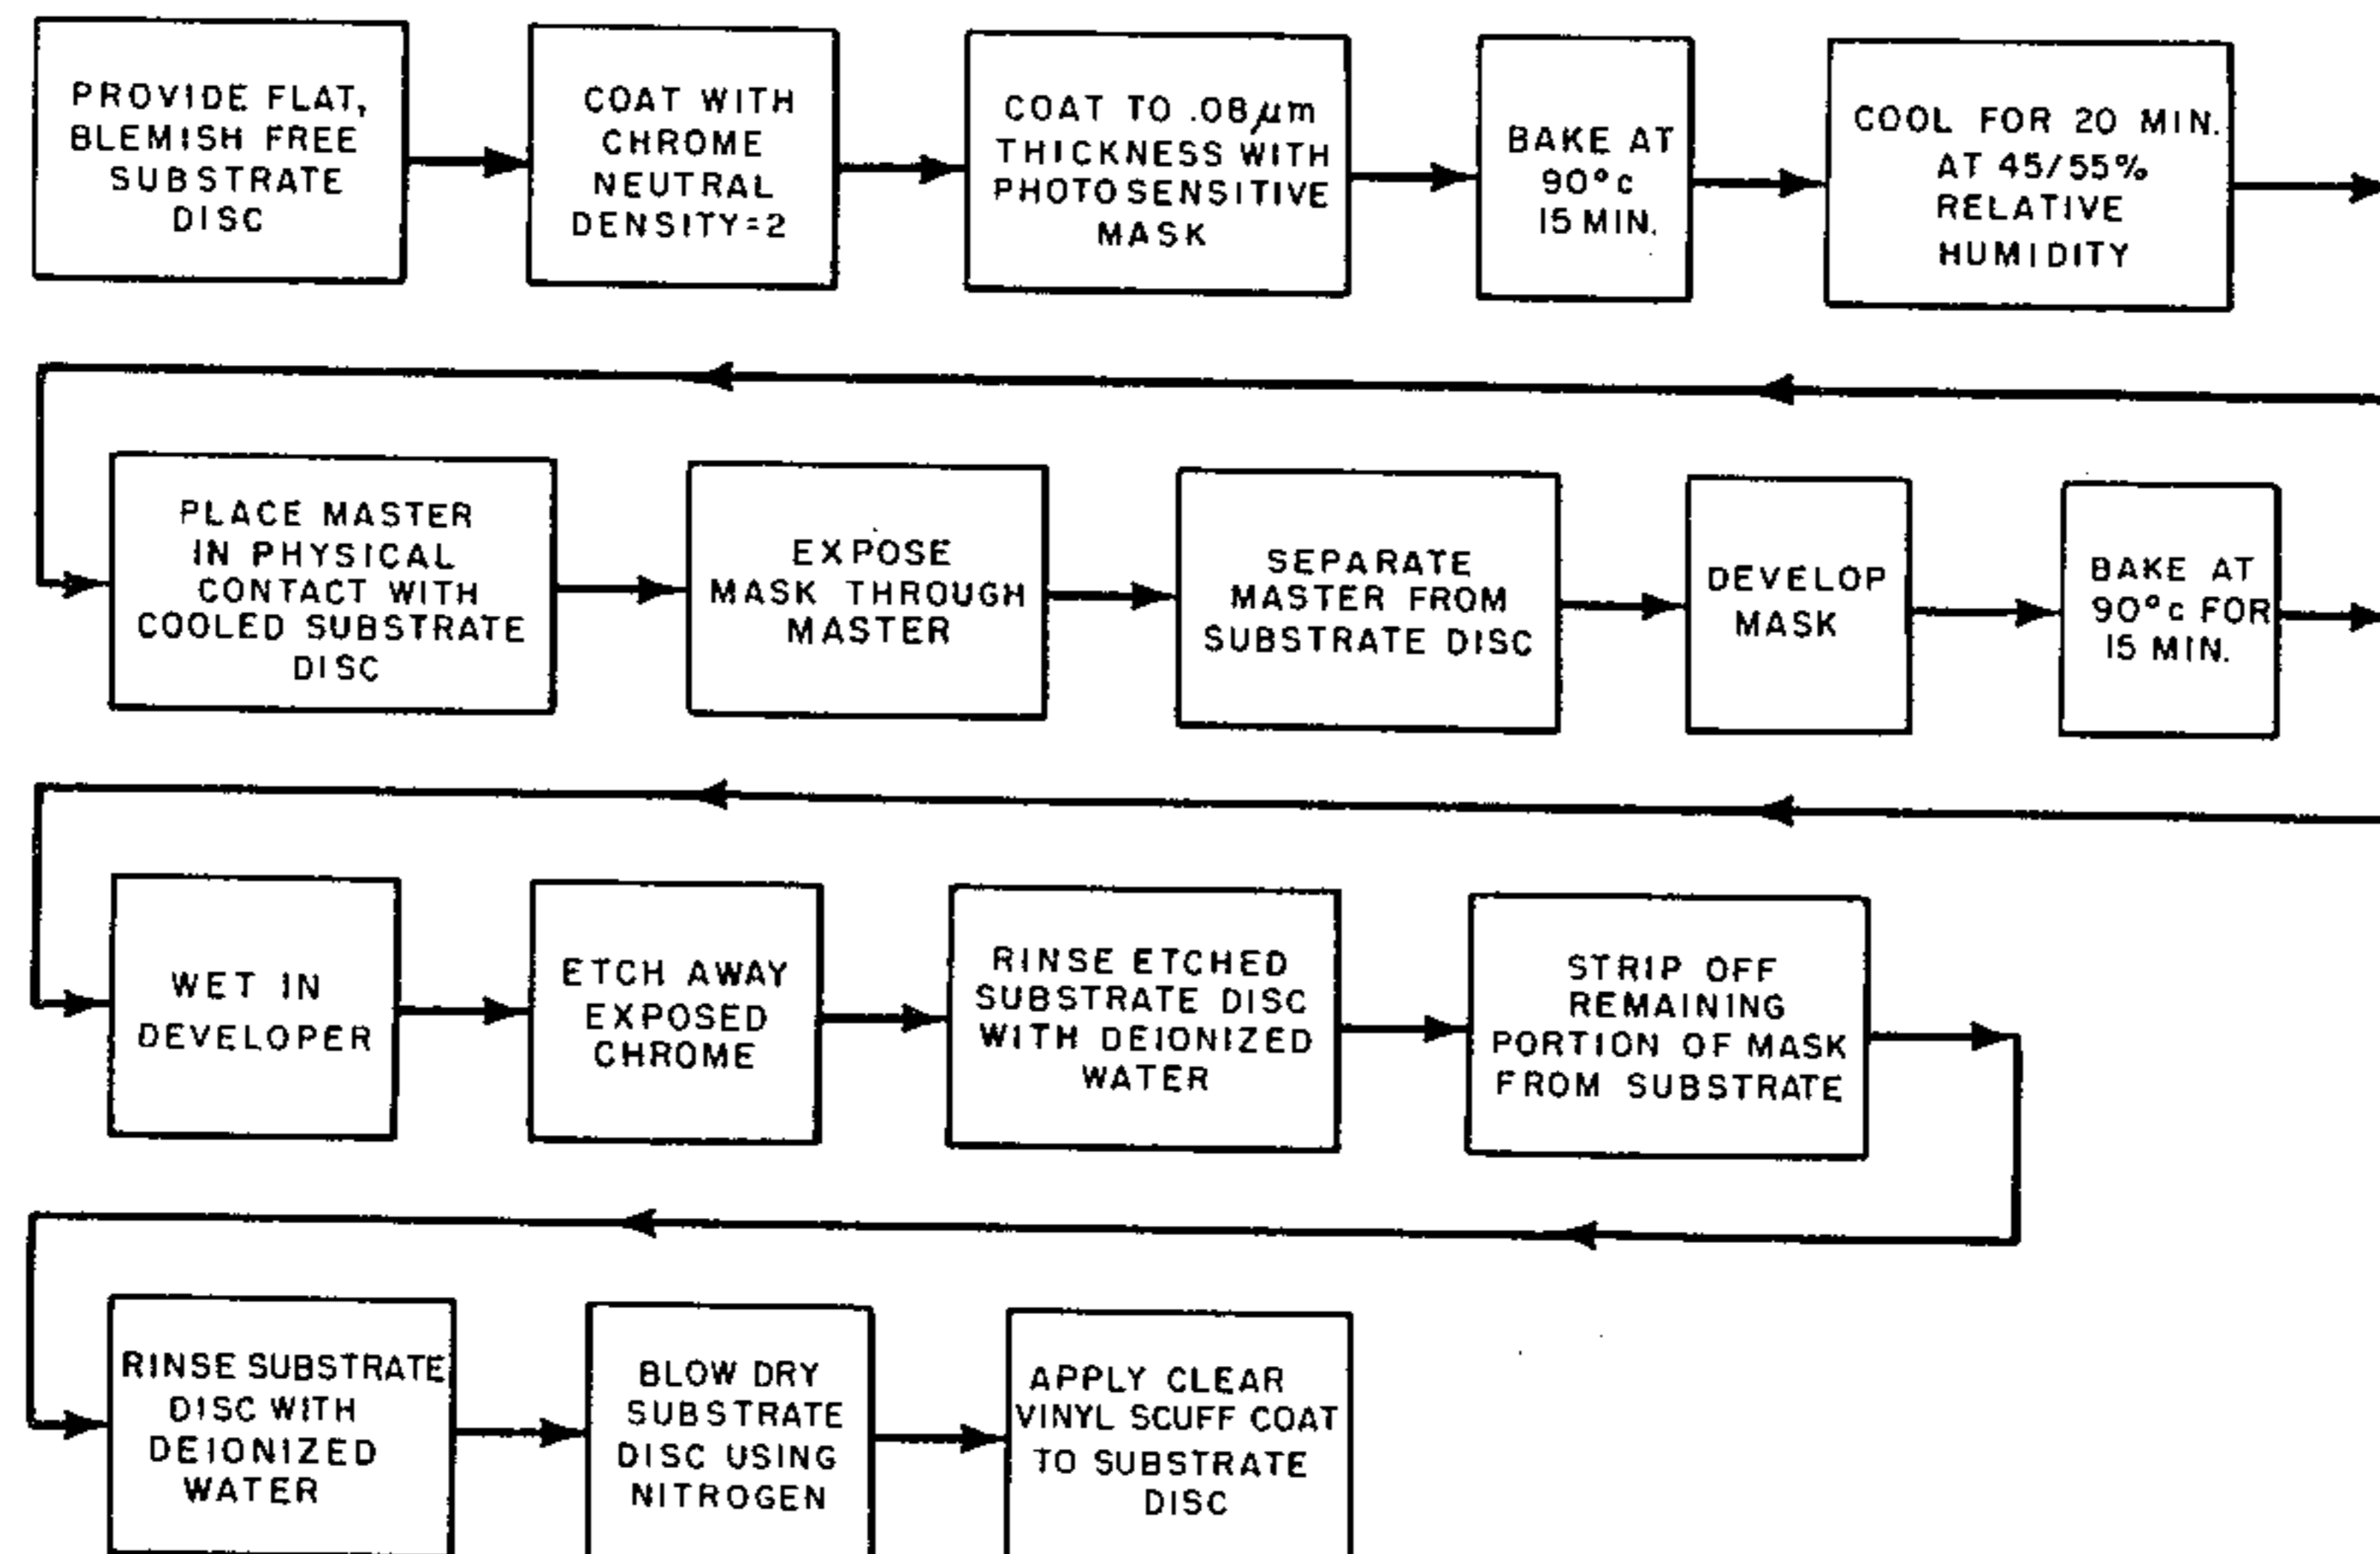 PROVIDE FLAT,
BLEMISH FREE
SUBSTRATE
DISC
COAT WITH
CHROME
NEUTRAL
DENSITY=2
COAT TO .08μm
THICKNESS WITH
PHOTOSENSITIVE
MASK
BAKE AT
90°c
15 MIN.
COOL FOR 20 MIN.
AT 45/55%
RELATIVE
HUMIDITY
PLACE MASTER
IN PHYSICAL
CONTACT WITH
COOLED SUBSTRATE
DISC
EXPOSE
MASK THROUGH
MASTER
SEPARATE
MASTER FROM
SUBSTRATE DISC
DEVELOP
MASK
BAKE AT
90°c FOR
15 MIN.
WET IN
DEVELOPER
ETCH AWAY
EXPOSED
CHROME
RINSE ETCHED
SUBSTRATE DISC
WITH DEIONIZED
WATER
STRIP OFF
REMAINING
PORTION OF MASK
FROM SUBSTRATE
RINSE SUBSTRATE
DISC WITH
DEIONIZED
WATER
BLOW DRY
SUBSTRATE
DISC USING
NITROGEN
APPLY CLEAR
VINYL SCUFF COAT
TO SUBSTRATE
DISC